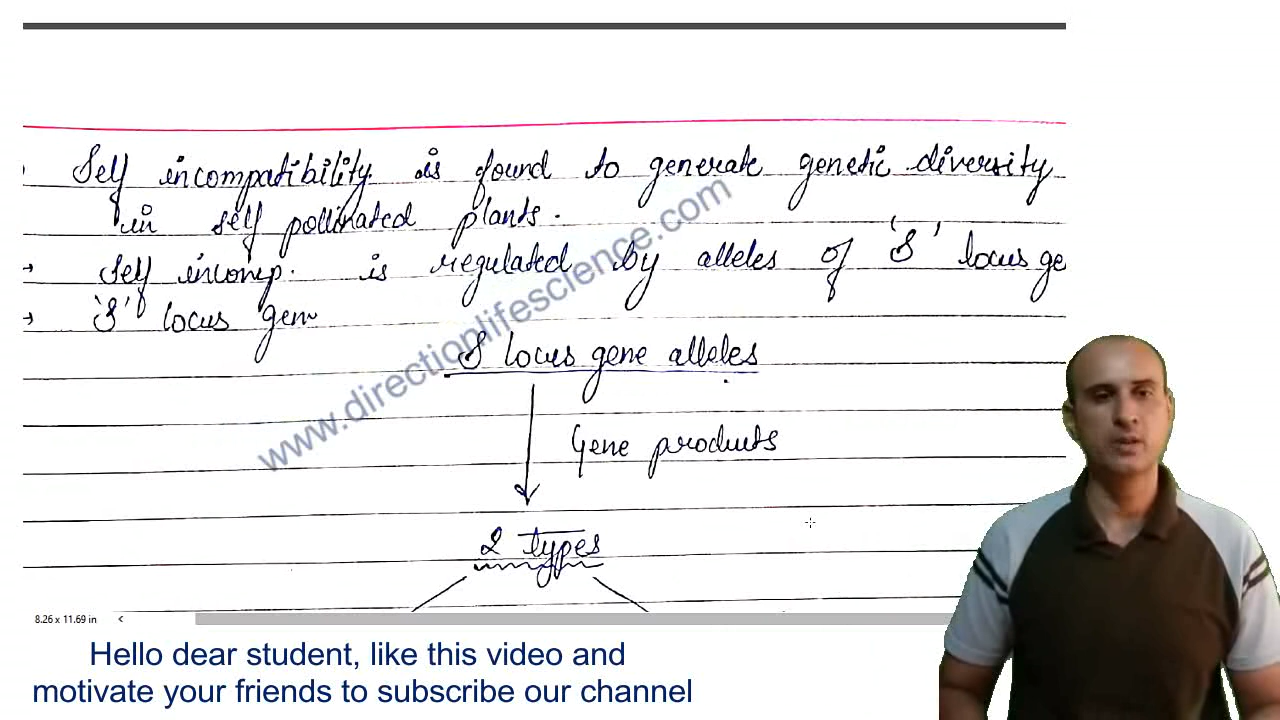 Self incompatibility is found to generate genetic diversity
in self pollinated plants.
→ Self incomp. is regulated by alleles of 'S' locus ge
→ 'S' locus gene
S locus gene alleles
Gene products
2 types
www.directionlifescience.com
8.26 x 11.69 in
Hello dear student, like this video and
motivate your friends to subscribe our channel